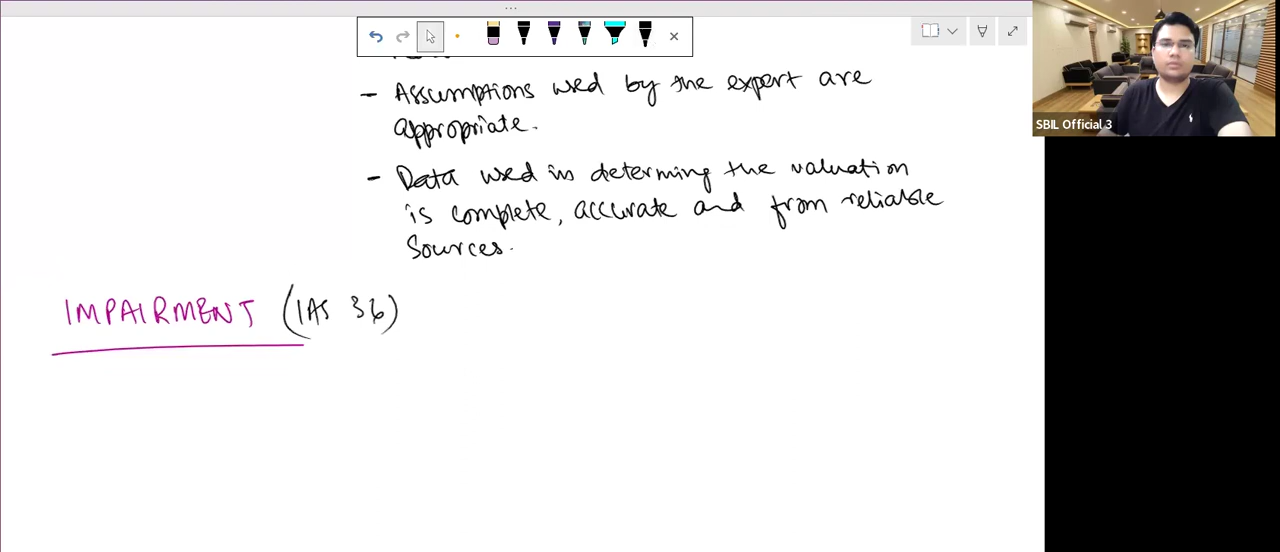 - Assumptions used by the expert are
appropriate.
- Data used in determining the valuation
is complete, accurate and from reliable
sources.
IMPAIRMENT (IAS 36)
SBIL Official 3